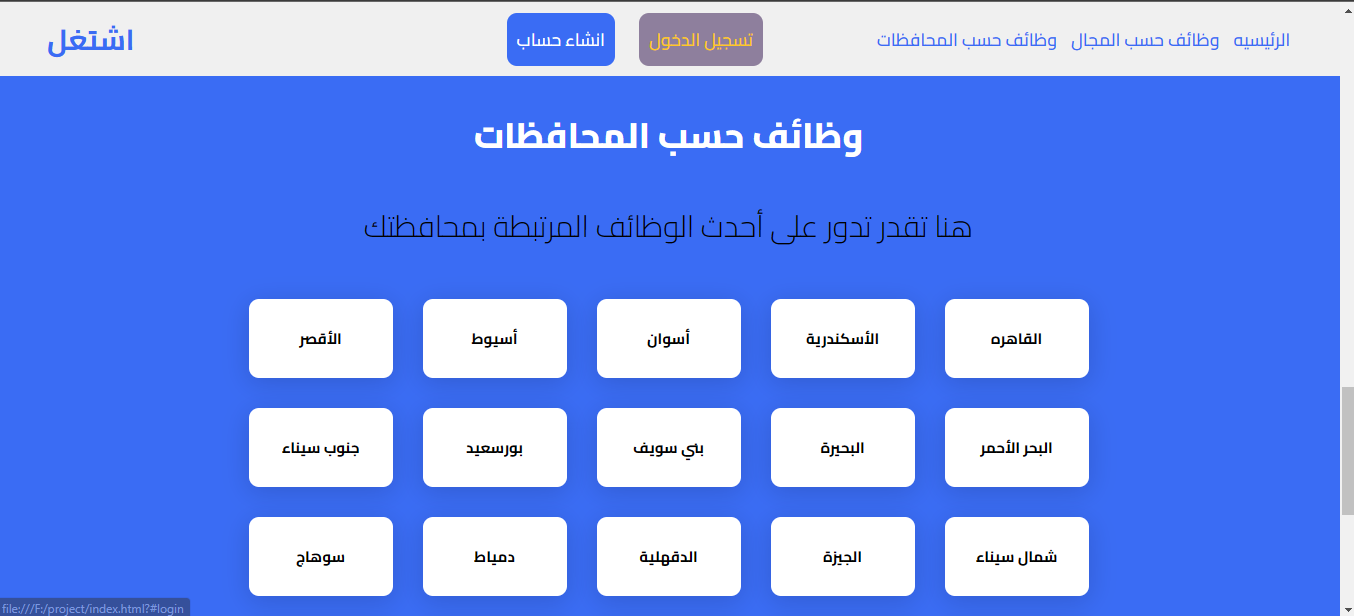 الرئيسيه وظائف حسب المجال وظائف حسب المحافظات تسجيل الدخول انشاء حساب اشتغل
وظائف حسب المحافظات
هنا تقدر تدور على أحدث الوظائف المرتبطة بمحافظتك
القاهره الأسكندرية أسوان أسيوط الأقصر
البحر الأحمر البحيرة بني سويف بورسعيد جنوب سيناء
شمال سيناء الجيزة الدقهلية دمياط سوهاج
file:///F:/project/index.html?#login